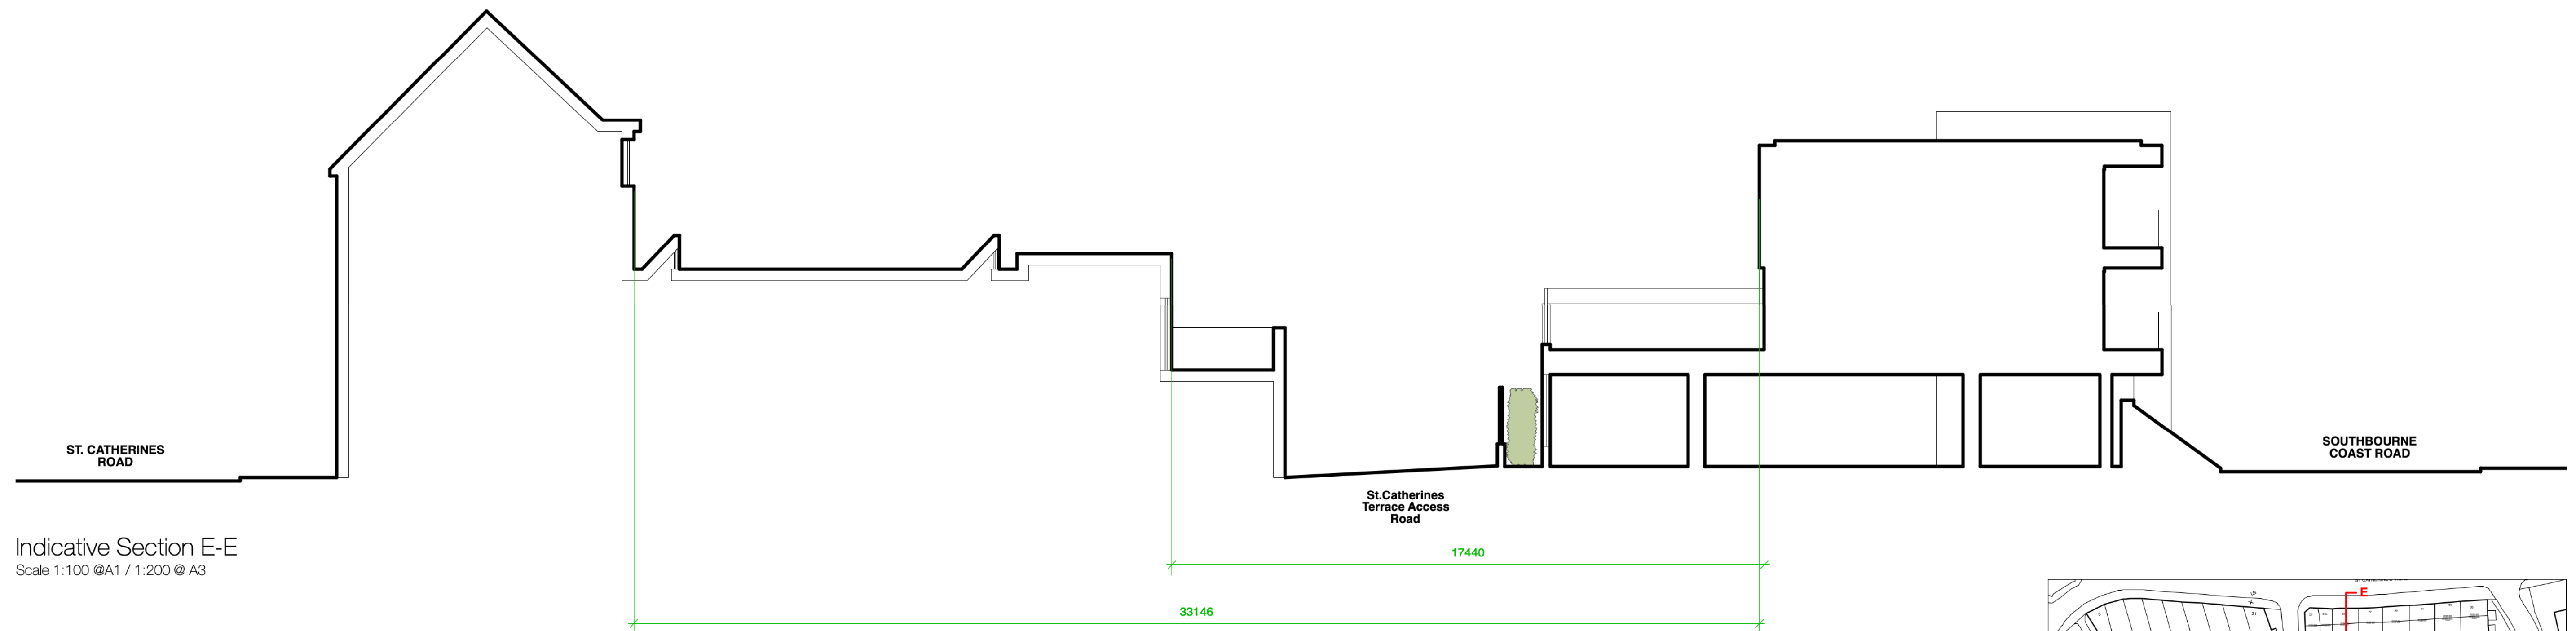 ST. CATHERINES
ROAD
SOUTHBOURNE
COAST ROAD
St.Catherines
Terrace Access
Road
Indicative Section E-E
Scale 1:100 @A1 / 1:200 @ A3
17440
33146
E